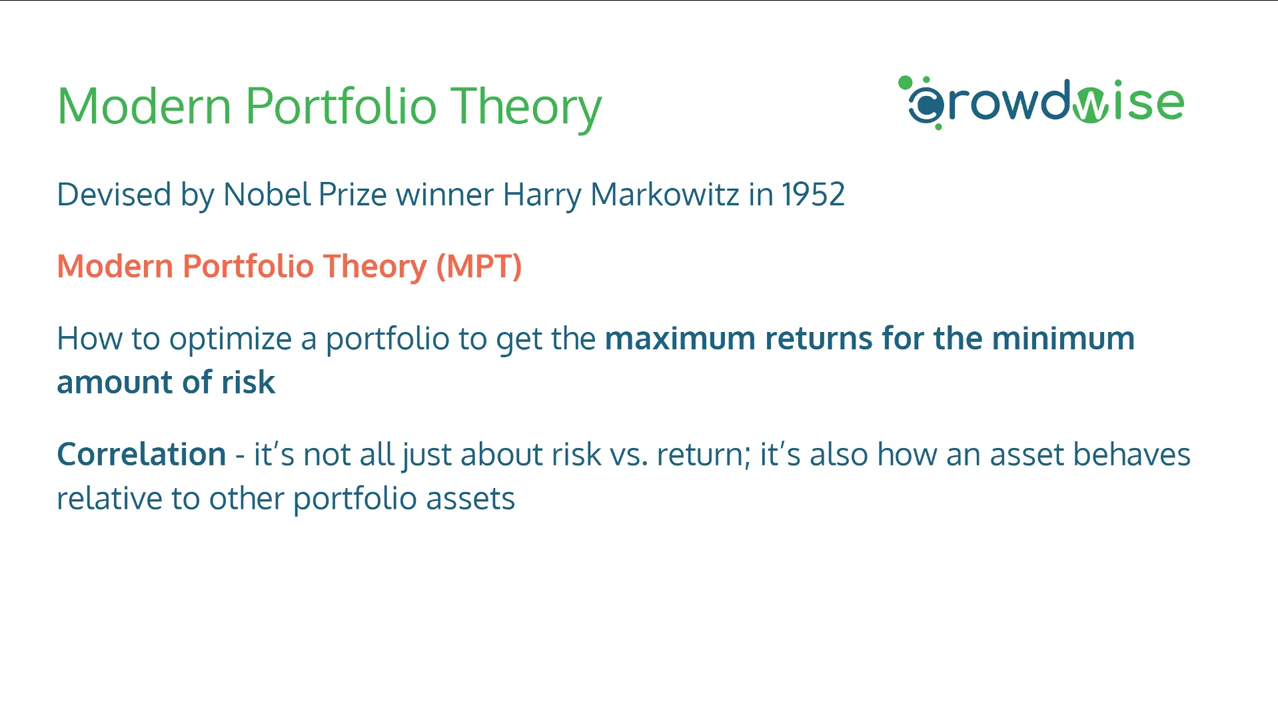 Modern Portfolio Theory
crowdwise
Devised by Nobel Prize winner Harry Markowitz in 1952
Modern Portfolio Theory (MPT)
How to optimize a portfolio to get the maximum returns for the minimum
amount of risk
Correlation - it's not all just about risk vs. return; it's also how an asset behaves
relative to other portfolio assets